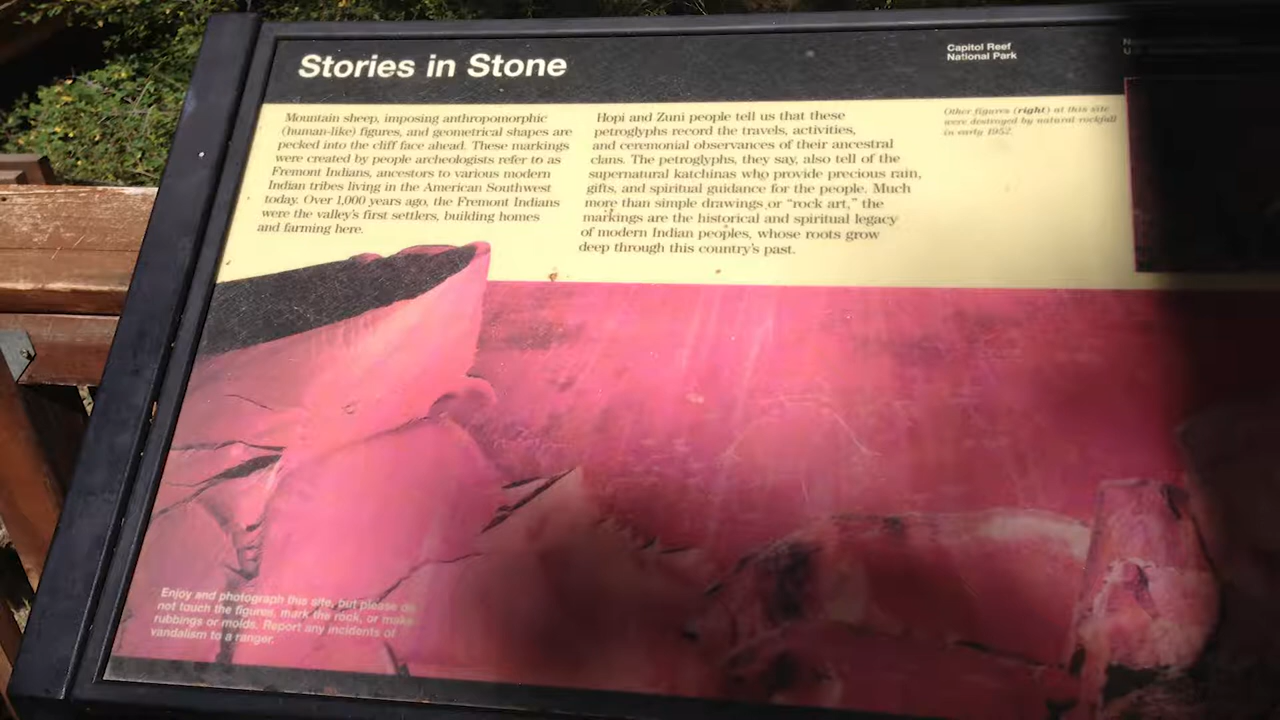 Stories in Stone
Capitol Reef
National Park
Mountain sheep, imposing anthropomorphic
(human-like) figures, and geometrical shapes are
pecked into the cliff face ahead. These markings
were created by people archeologists refer to as
Fremont Indians, ancestors to various modern
Indian tribes living in the American Southwest
today. Over 1,000 years ago, the Fremont Indians
were the valley's first settlers, building homes
and farming here.
Hopi and Zuni people tell us that these
petroglyphs record the travels, activities,
and ceremonial observances of their ancestral
clans. The petroglyphs, they say, also tell of the
supernatural katchinas who provide precious rain,
gifts, and spiritual guidance for the people. Much
more than simple drawings or "rock art," the
markings are the historical and spiritual legacy
of modern Indian peoples, whose roots grow
deep through this country's past.
Other figures (right) at this site
were destroyed by natural rockfall
in early 1952.
Enjoy and photograph this site, but please do
not touch the figures, mark the rock, or make
rubbings or molds. Report any incidents of
vandalism to a ranger.